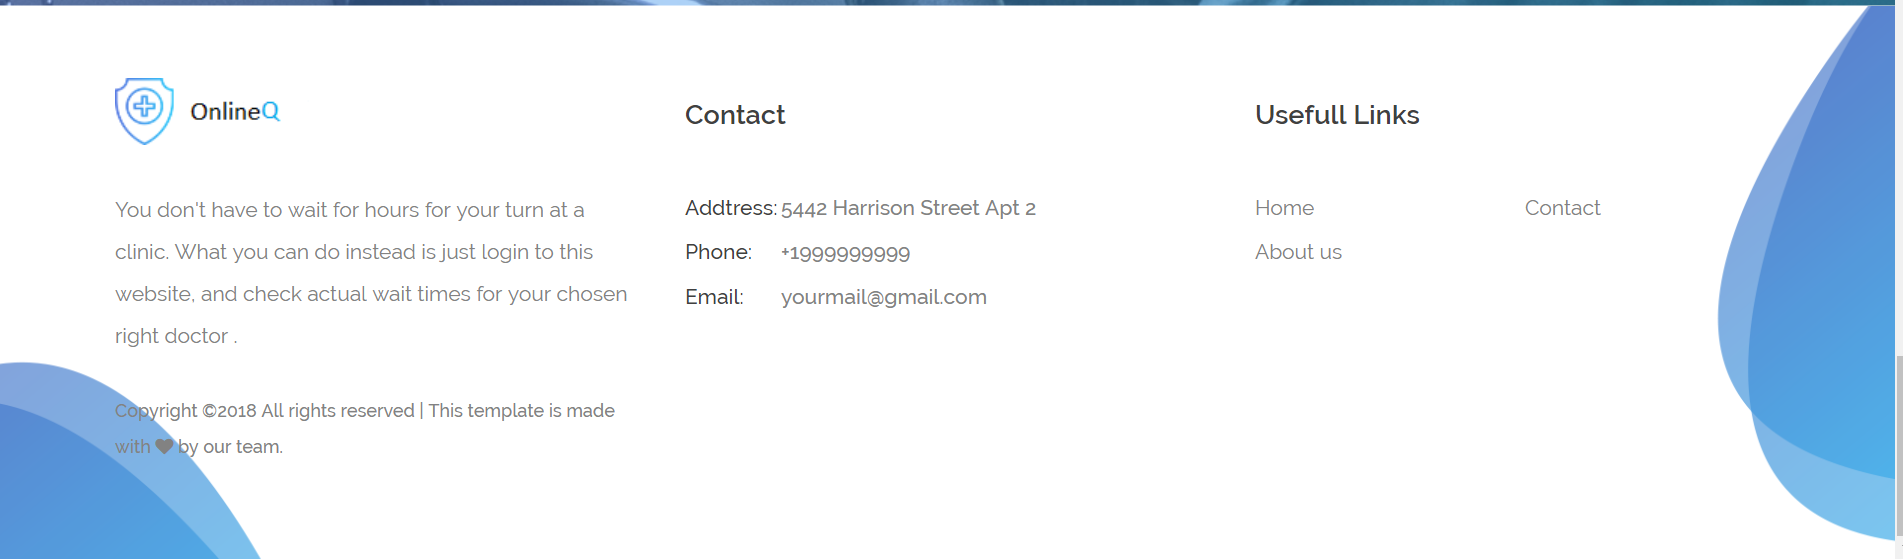 OnlineQ
You don't have to wait for hours for your turn at a
clinic. What you can do instead is just login to this
website, and check actual wait times for your chosen
right doctor .
Copyright ©2018 All rights reserved | This template is made
with ♥ by our team.
Contact
Addtress: 5442 Harrison Street Apt 2
Phone: +1999999999
Email: yourmail@gmail.com
Usefull Links
Home Contact
About us